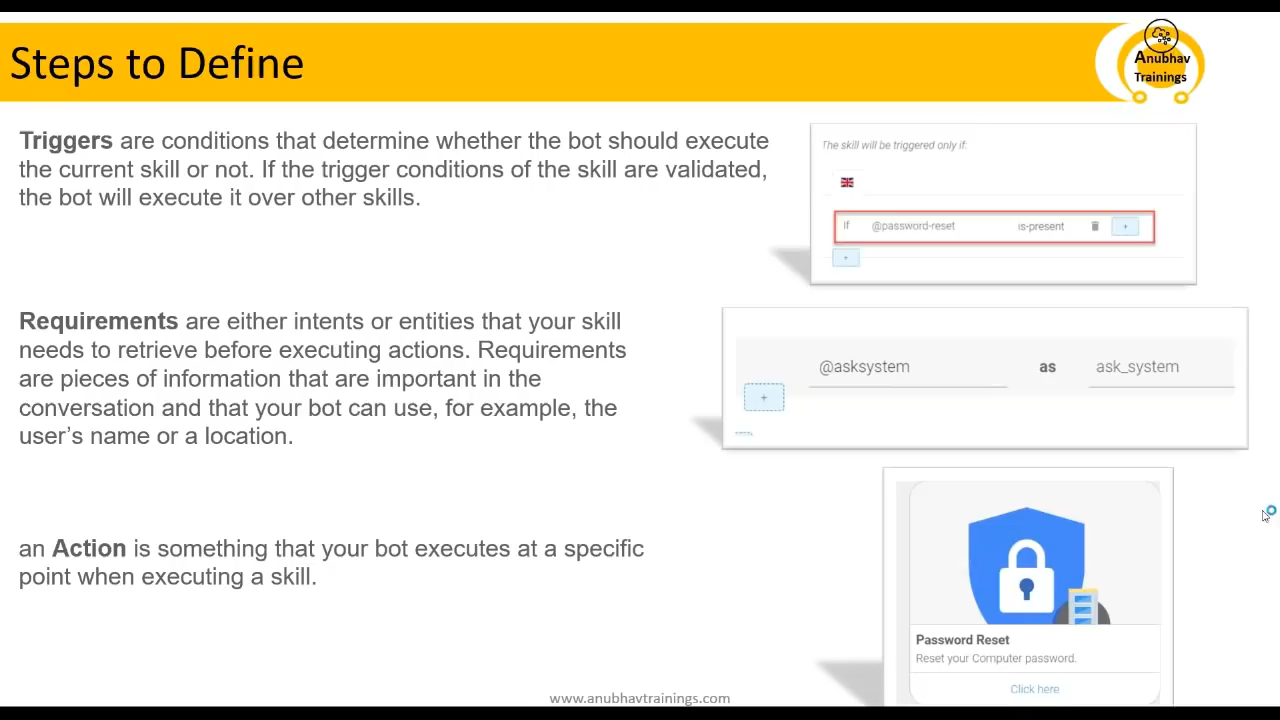 Steps to Define
Anubhav
Trainings
Triggers are conditions that determine whether the bot should execute
the current skill or not. If the trigger conditions of the skill are validated,
the bot will execute it over other skills.
The skill will be triggered only if:
If @password-reset is-present +
+
Requirements are either intents or entities that your skill
needs to retrieve before executing actions. Requirements
are pieces of information that are important in the
conversation and that your bot can use, for example, the
user's name or a location.
@asksystem as ask_system
+
an Action is something that your bot executes at a specific
point when executing a skill.
Password Reset
Reset your Computer password.
Click here
www.anubhavtrainings.com